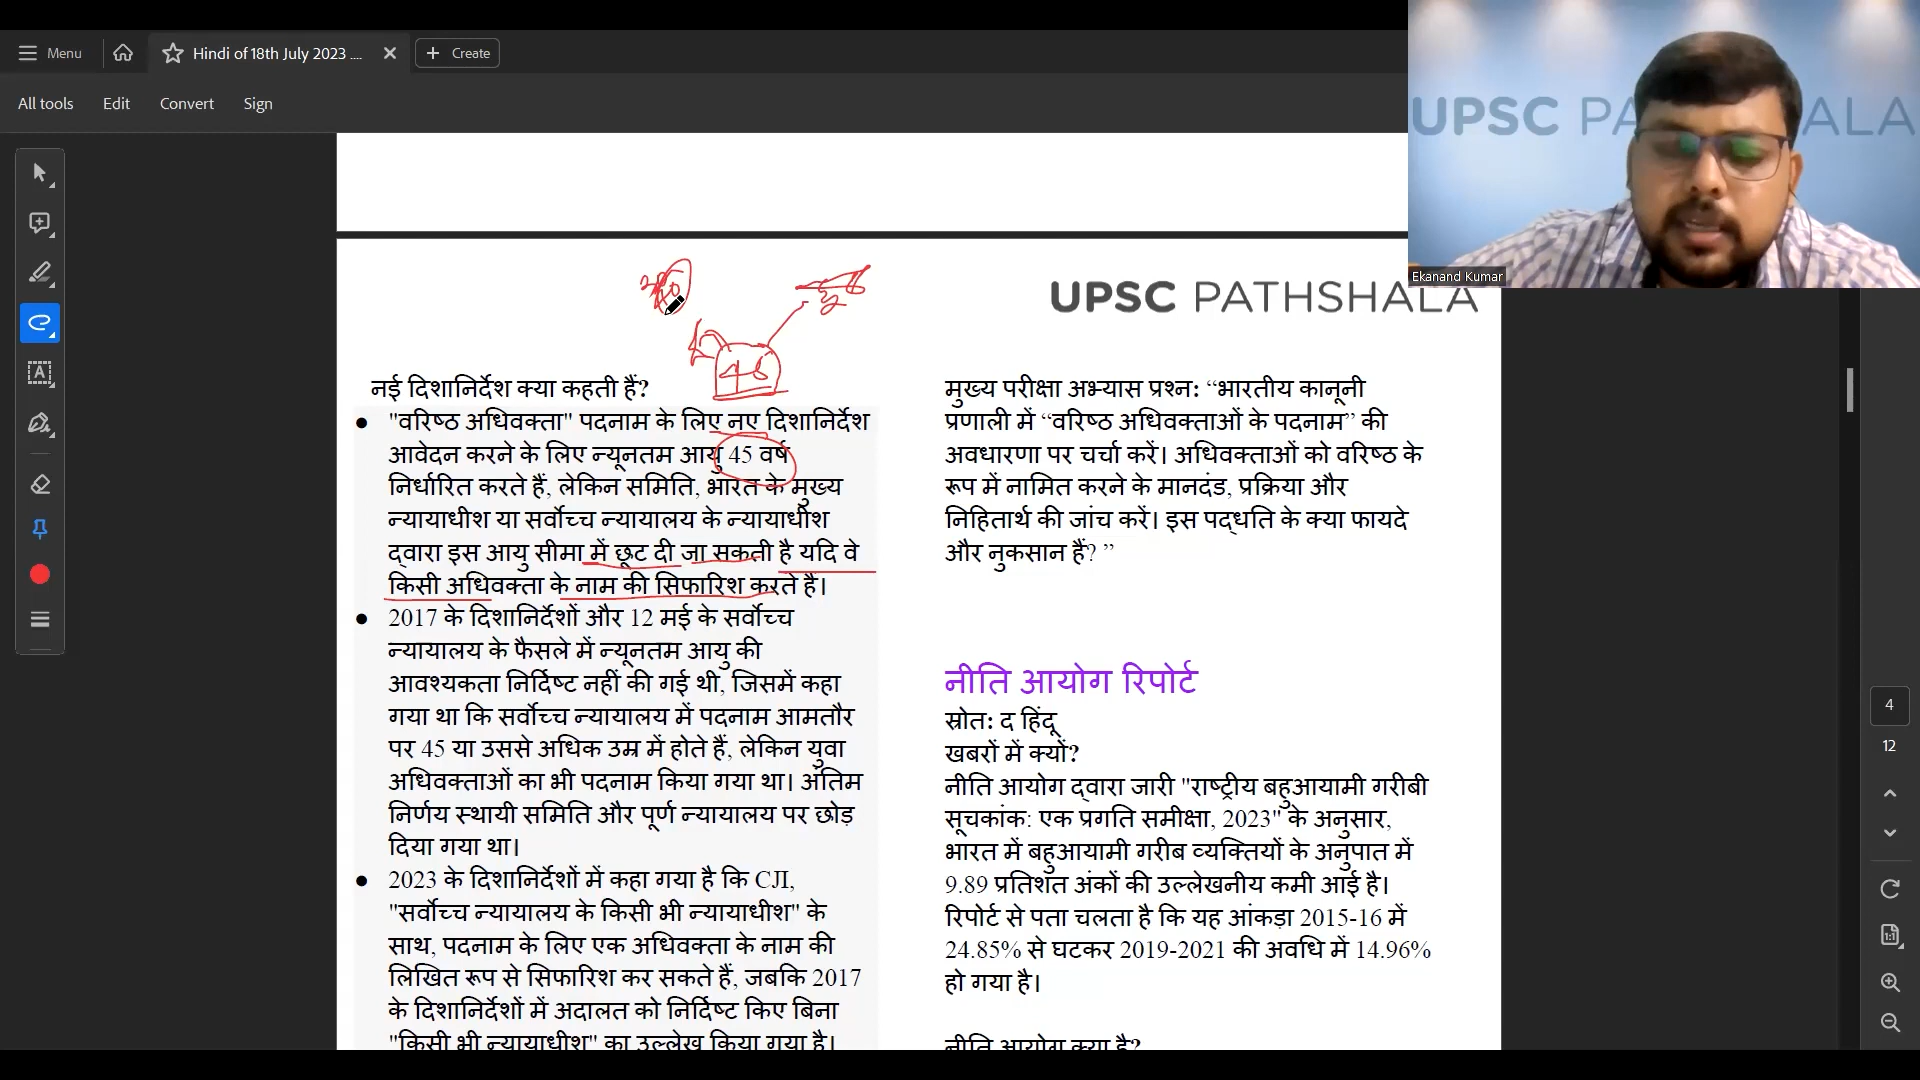 Menu
Hindi of 18th July 2023 ....
Create
All tools
Edit
Convert
Sign
UPSC PA
ALA
Ekanand Kumar
UPSC PATHSHALA
45
नई दिशानिर्देश क्या कहती हैं?
"वरिष्ठ अधिवक्ता" पदनाम के लिए नए दिशानिर्देश
आवेदन करने के लिए न्यूनतम आयु 45 वर्ष
निर्धारित करते हैं, लेकिन समिति, भारत के मुख्य
न्यायाधीश या सर्वोच्च न्यायालय के न्यायाधीश
द्वारा इस आयु सीमा में छूट दी जा सकती है यदि वे
किसी अधिवक्ता के नाम की सिफारिश करते हैं।
2017 के दिशानिर्देशों और 12 मई के सर्वोच्च
न्यायालय के फैसले में न्यूनतम आयु की
आवश्यकता निर्दिष्ट नहीं की गई थी, जिसमें कहा
गया था कि सर्वोच्च न्यायालय में पदनाम आमतौर
पर 45 या उससे अधिक उम्र में होते हैं, लेकिन युवा
अधिवक्ताओं का भी पदनाम किया गया था। अंतिम
निर्णय स्थायी समिति और पूर्ण न्यायालय पर छोड़
दिया गया था।
2023 के दिशानिर्देशों में कहा गया है कि СЛ,
"सर्वोच्च न्यायालय के किसी भी न्यायाधीश" के
साथ, पदनाम के लिए एक अधिवक्ता के नाम की
लिखित रूप से सिफारिश कर सकते हैं, जबकि 2017
के दिशानिर्देशों में अदालत को निर्दिष्ट किए बिना
"किसी भी न्यायाधीश" का उल्लेख किया गया है।
मुख्य परीक्षा अभ्यास प्रश्न: “भारतीय कानूनी
प्रणाली में “वरिष्ठ अधिवक्ताओं के पदनाम” की
अवधारणा पर चर्चा करें। अधिवक्ताओं को वरिष्ठ के
रूप में नामित करने के मानदंड, प्रक्रिया और
निहितार्थ की जांच करें। इस पद्धति के क्या फायदे
और नुकसान हैं? ”
नीति आयोग रिपोर्ट
स्रोत: द हिंदू
खबरों में क्यों?
नीति आयोग द्वारा जारी "राष्ट्रीय बहुआयामी गरीबी
सूचकांक: एक प्रगति समीक्षा, 2023" के अनुसार,
भारत में बहुआयामी गरीब व्यक्तियों के अनुपात में
9.89 प्रतिशत अंकों की उल्लेखनीय कमी आई है।
रिपोर्ट से पता चलता है कि यह आंकड़ा 2015-16 में
24.85% से घटकर 2019-2021 की अवधि में 14.96%
हो गया है।
नीति आयोग क्या है?
4
12